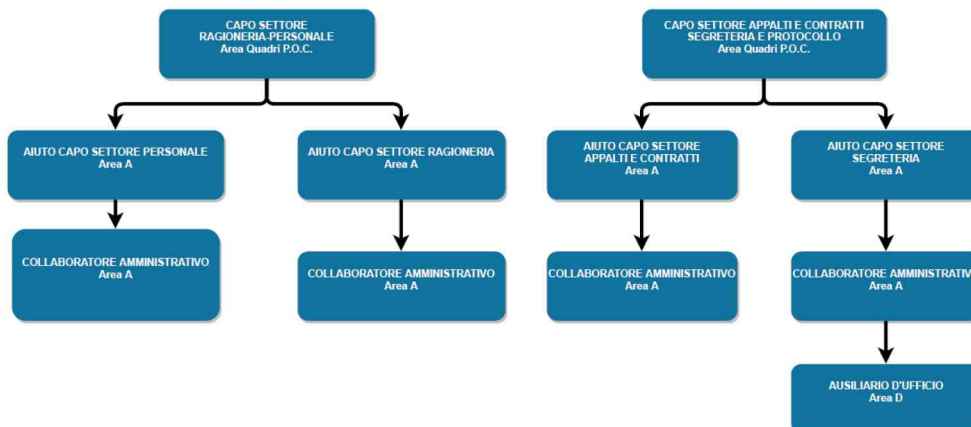 CAPO SETTORE
RAGIONERIA-PERSONALE
Area Quadri P.O.C.
CAPO SETTORE APPALTI E CONTRATTI
SEGRETERIA E PROTOCOLLO
Area Quadri P.O.C.
AIUTO CAPO SETTORE PERSONALE
Area A
AIUTO CAPO SETTORE RAGIONERIA
Area A
AIUTO CAPO SETTORE
APPALTI E CONTRATTI
Area A
AIUTO CAPO SETTORE
SEGRETERIA
Area A
COLLABORATORE AMMINISTRATIVO
Area A
COLLABORATORE AMMINISTRATIVO
Area A
COLLABORATORE AMMINISTRATIVO
Area A
COLLABORATORE AMMINISTRATIV
Area A
AUSILIARIO D'UFFICIO
Area D